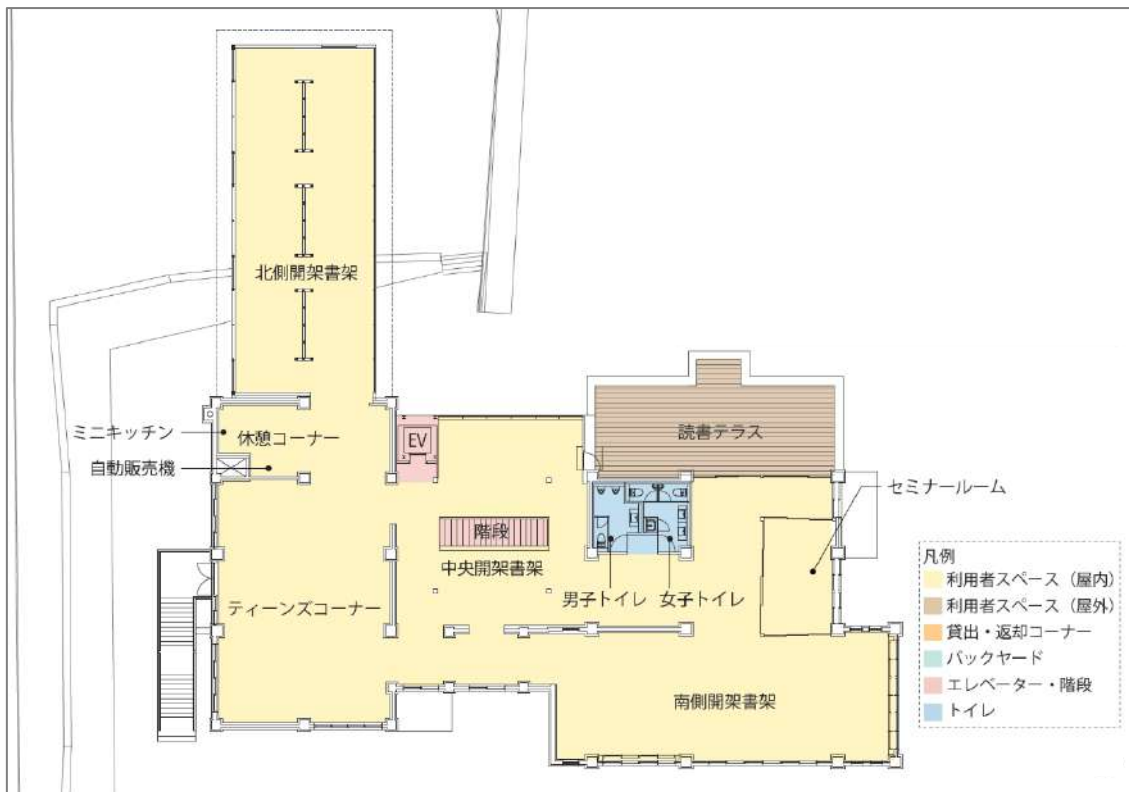 北側開架書架
ミニキッチン
休憩コーナー
EV
自動販売機
読書テラス
セミナールーム
階段
中央開架書架
男子トイレ
女子トイレ
ティーンズコーナー
南側開架書架
凡例
利用者スペース（屋内）
利用者スペース（屋外）
貸出・返却コーナー
バックヤード
エレベーター・階段
トイレ